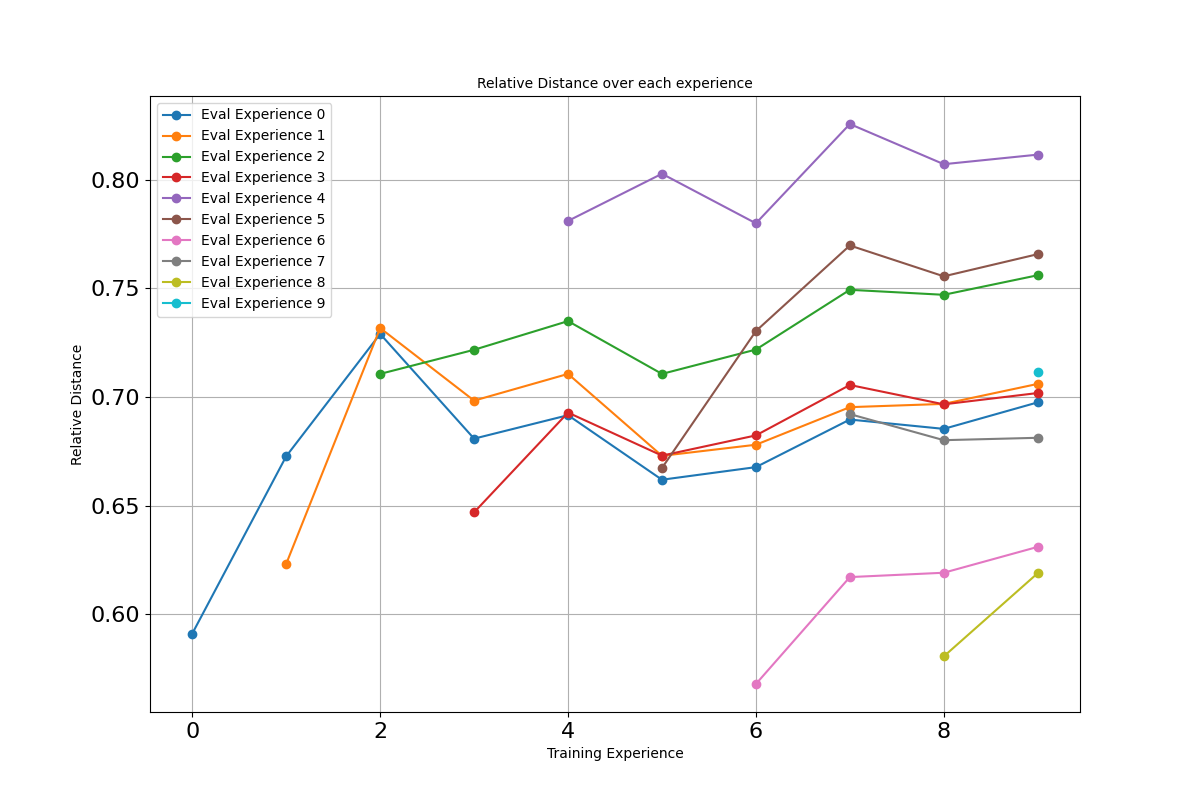 Relative Distance over each experience
Eval Experience 0
Eval Experience 1
Eval Experience 2
Eval Experience 3
Eval Experience 4
Eval Experience 5
Eval Experience 6
Eval Experience 7
Eval Experience 8
Eval Experience 9
Relative Distance
0.80
0.75
0.70
0.65
0.60
0 2 4 6 8
Training Experience